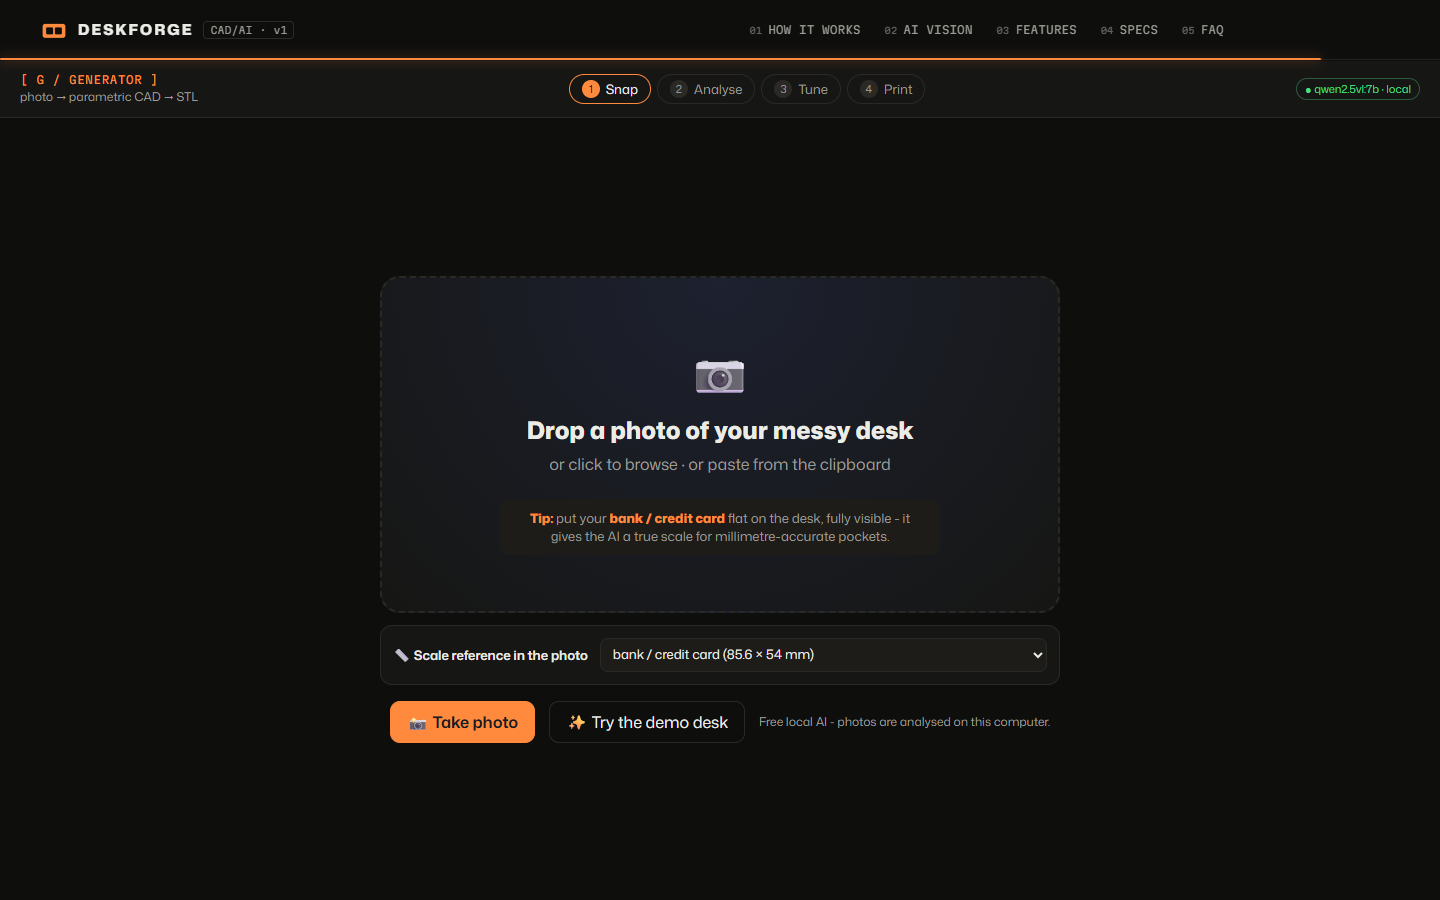 DESKFORGE CAD/AI · v1
01 HOW IT WORKS 02 AI VISION 03 FEATURES 04 SPECS 05 FAQ
[ G / GENERATOR ]
photo → parametric CAD → STL
1 Snap 2 Analyse 3 Tune 4 Print
● qwen2.5vl:7b · local
Drop a photo of your messy desk
or click to browse · or paste from the clipboard
Tip: put your bank / credit card flat on the desk, fully visible - it
gives the AI a true scale for millimetre-accurate pockets.
Scale reference in the photo bank / credit card (85.6 × 54 mm)
Take photo Try the demo desk Free local AI - photos are analysed on this computer.